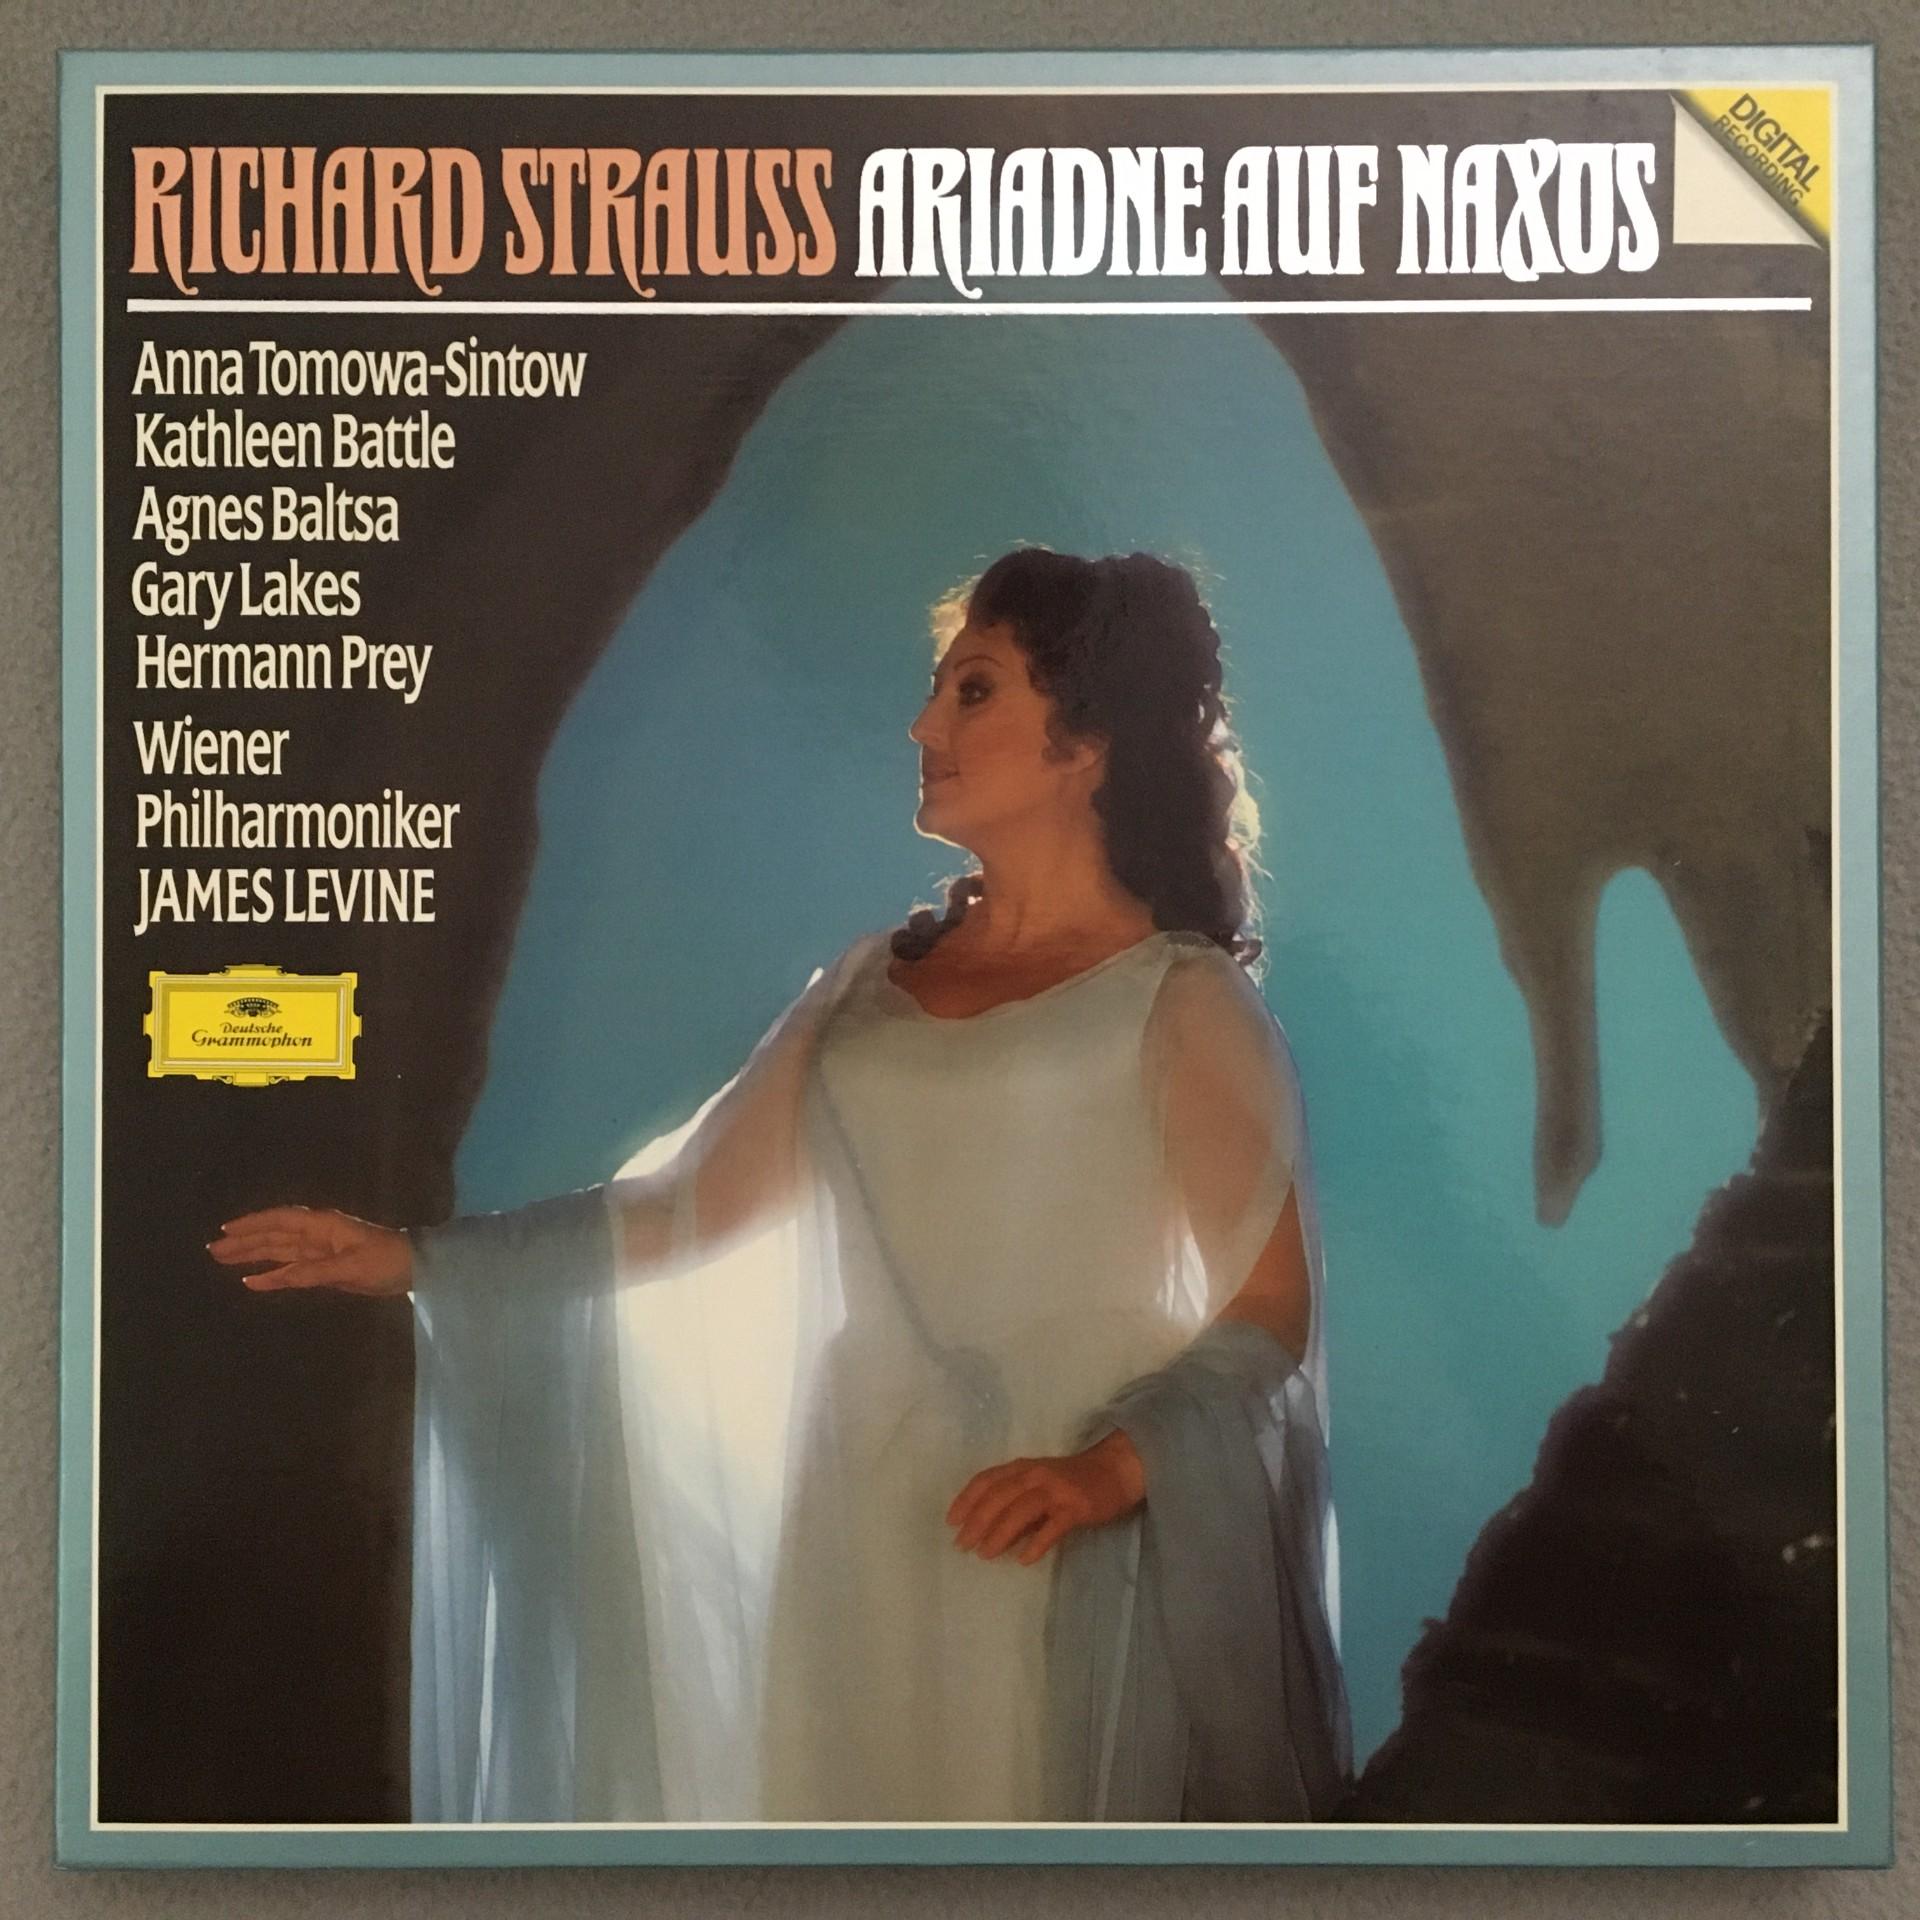 RICHARD STRAUSS ARIADNE AUF NAXOS
DIGITAL
RECORDING
Anna Tomowa-Sintow
Kathleen Battle
Agnes Baltsa
Gary Lakes
Hermann Prey
Wiener
Philharmoniker
JAMES LEVINE
Deutsche
Grammophon